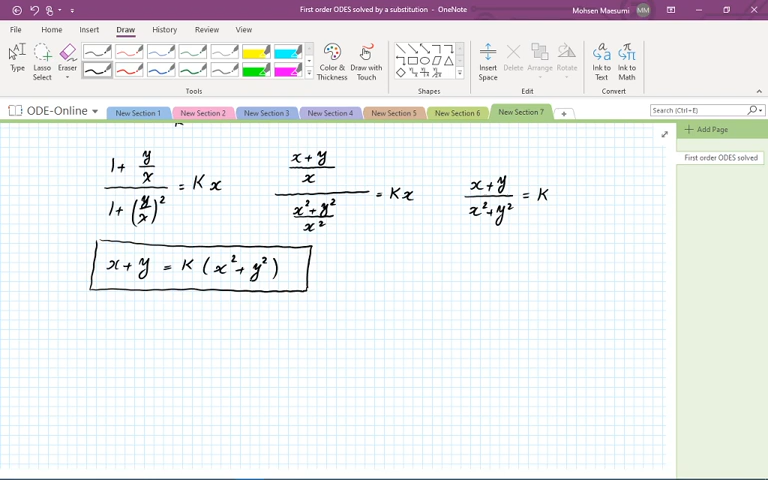 First order ODES solved by a substitution - OneNote
Mohsen Maesumi
MM
File Home Insert Draw History Review View
Type
Lasso Select
Eraser
Color & Thickness
Draw with Touch
Insert Space
Delete
Arrange
Rotate
Ink to Text
Ink to Math
Tools Shapes Edit Convert
ODE-Online
New Section 1 New Section 2 New Section 3 New Section 4 New Section 5 New Section 6 New Section 7
Search (Ctrl+E)
Add Page
First order ODES solved
(1 + y/x) / (1 + (y/x)²) = K x
((x+y)/x) / ((x²+y²)/x²) = K x
(x+y) / (x²+y²) = K
x + y = K (x² + y²)